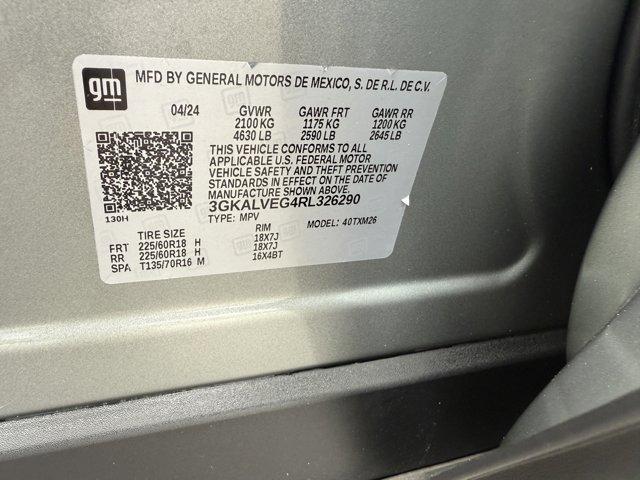 gm
MFD BY GENERAL MOTORS DE MEXICO, S. DE R.L. DE C.V.
04/24 GVWR GAWR FRT GAWR RR
2100 KG 1175 KG 1200 KG
4630 LB 2590 LB 2645 LB
THIS VEHICLE CONFORMS TO ALL
APPLICABLE U.S. FEDERAL MOTOR
VEHICLE SAFETY AND THEFT PREVENTION
STANDARDS IN EFFECT ON THE DATE OF
MANUFACTURE SHOWN ABOVE.
3GKALVEG4RL326290
130H TYPE: MPV MODEL: 40TXM26
TIRE SIZE RIM
FRT 225/60R18 H 18X7J
RR 225/60R18 H 18X7J
SPA T135/70R16 M 16X4BT